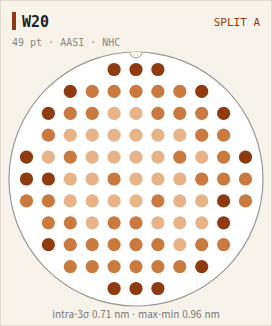 W20
SPLIT A
49 pt · AASI · NHC
intra-3σ 0.71 nm · max-min 0.96 nm